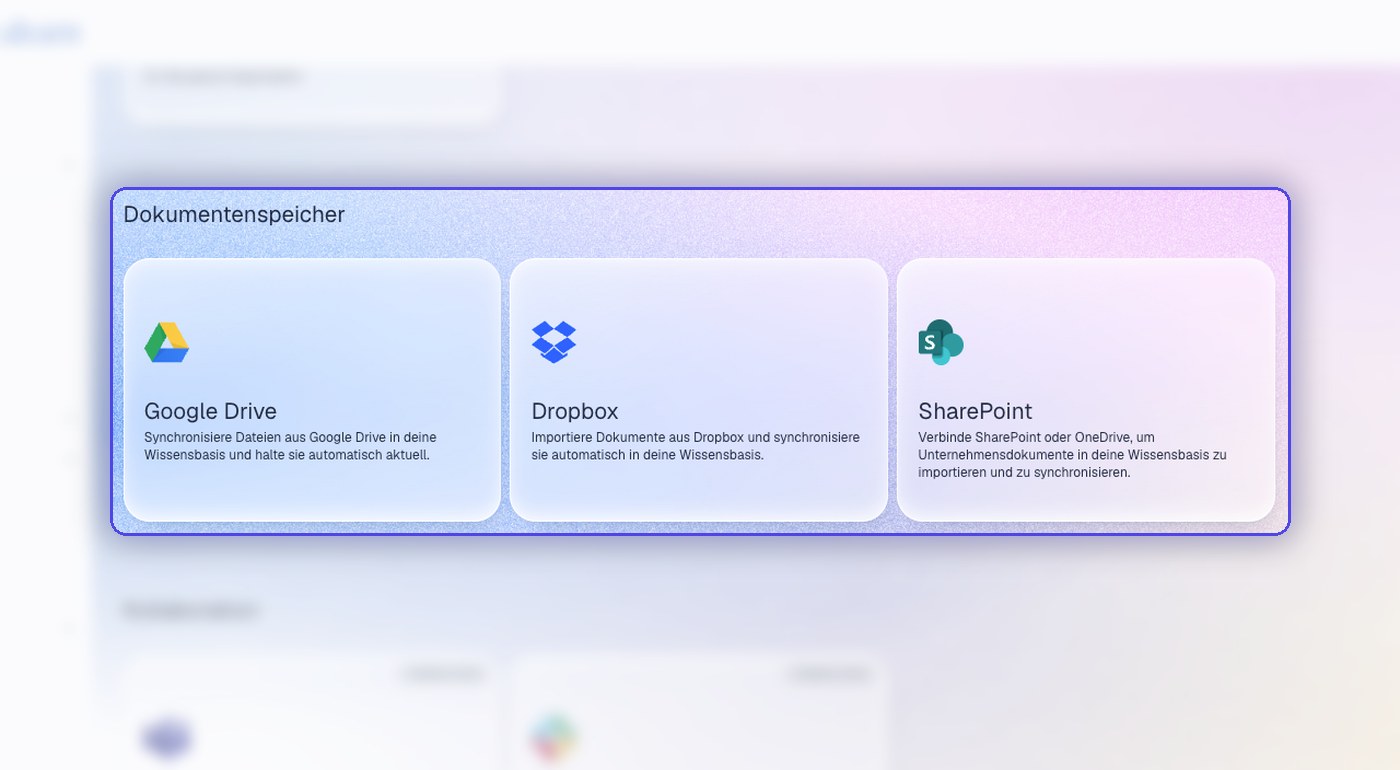 Dokumentenspeicher
Google Drive
Synchronisiere Dateien aus Google Drive in deine
Wissensbasis und halte sie automatisch aktuell.
Dropbox
Importiere Dokumente aus Dropbox und synchronisiere
sie automatisch in deine Wissensbasis.
S
SharePoint
Verbinde SharePoint oder OneDrive, um
Unternehmensdokumente in deine Wissensbasis zu
importieren und zu synchronisieren.